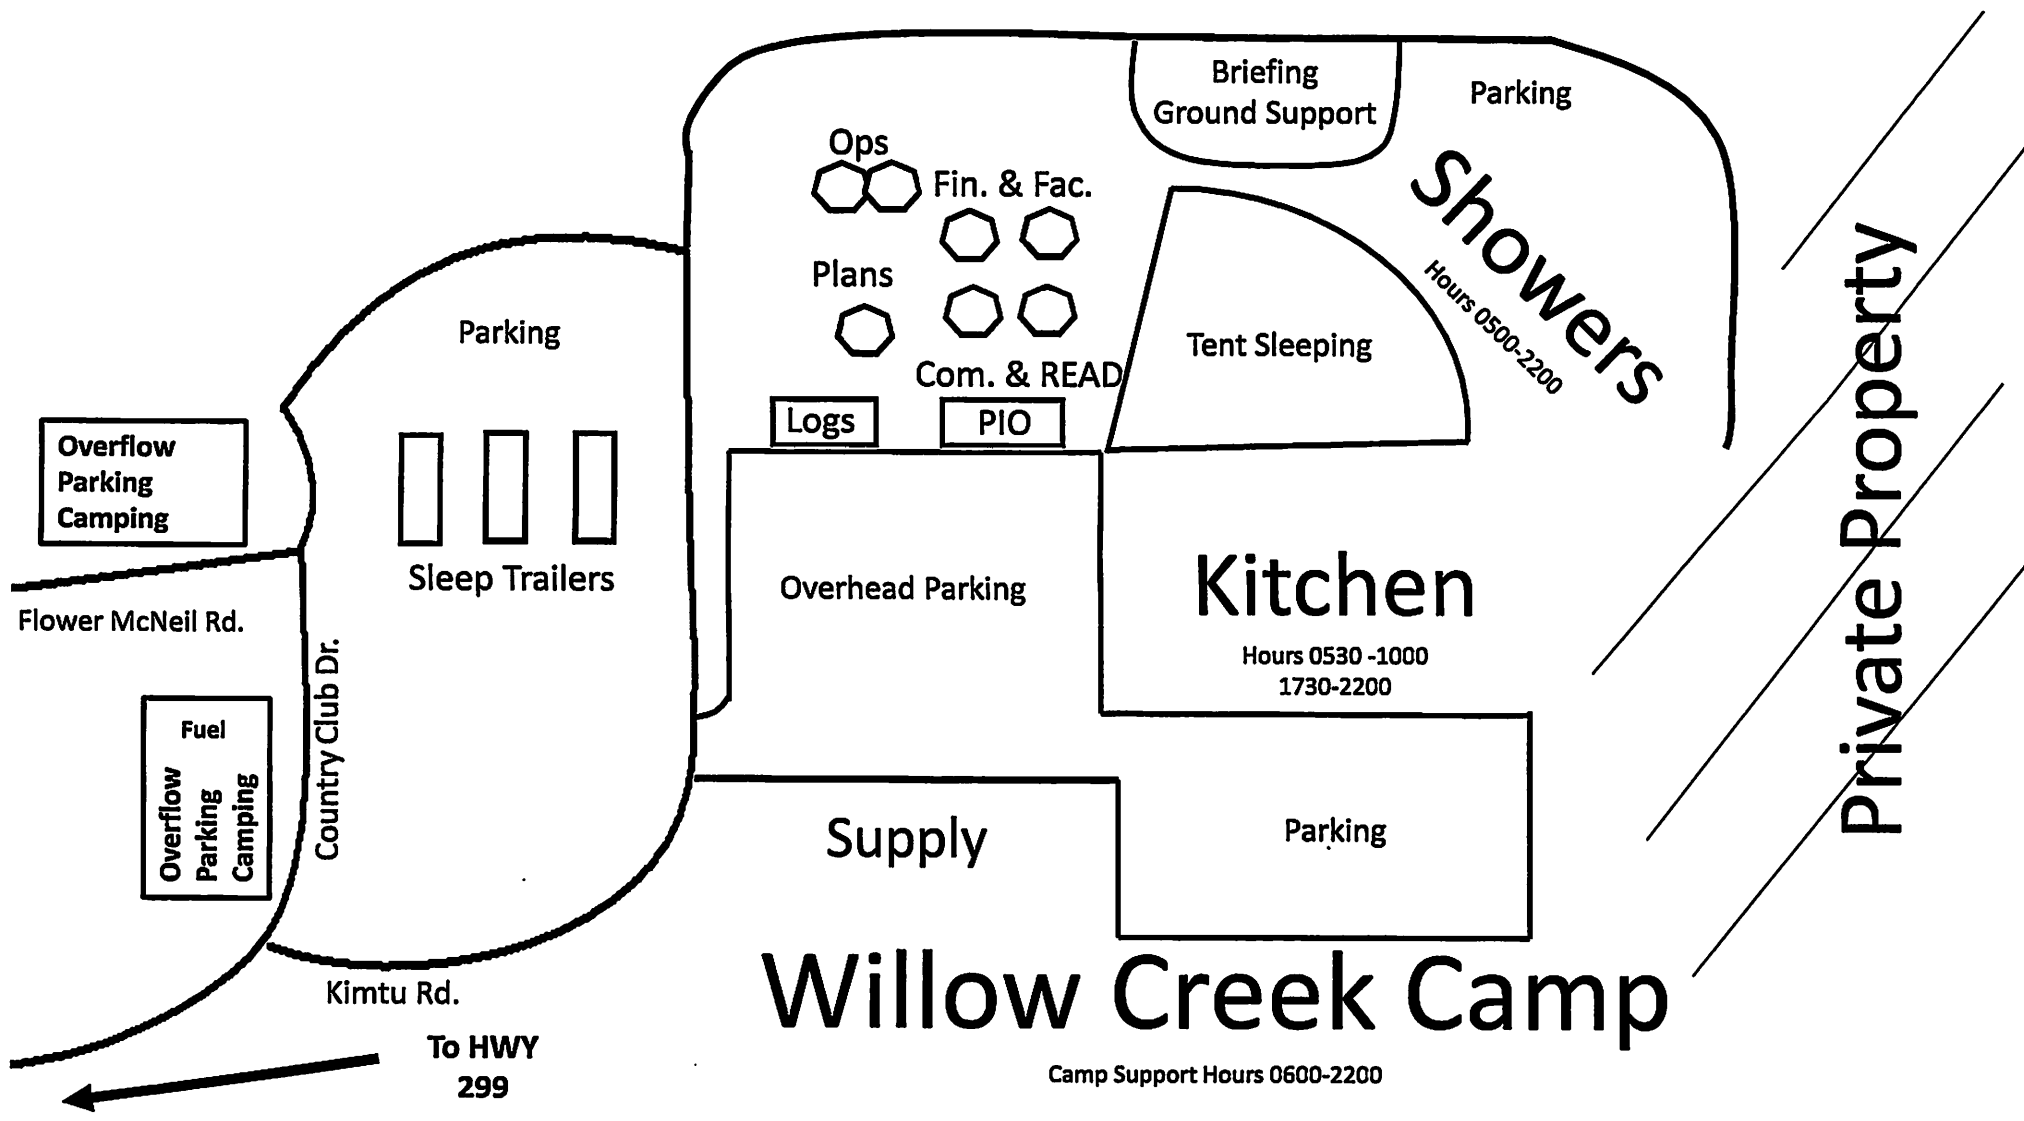 Briefing
Ground Support
Parking
Ops
Fin. & Fac.
Showers
Hours 0500-2200
Plans
Parking
Tent Sleeping
Com. & READ
Logs
PIO
Overflow
Parking
Camping
Sleep Trailers
Overhead Parking
Kitchen
Hours 0530 -1000
1730-2200
Private Property
Flower McNeil Rd.
Country Club Dr.
Fuel
Overflow
Parking
Camping
Supply
Parking
Kimtu Rd.
Willow Creek Camp
To HWY
299
Camp Support Hours 0600-2200